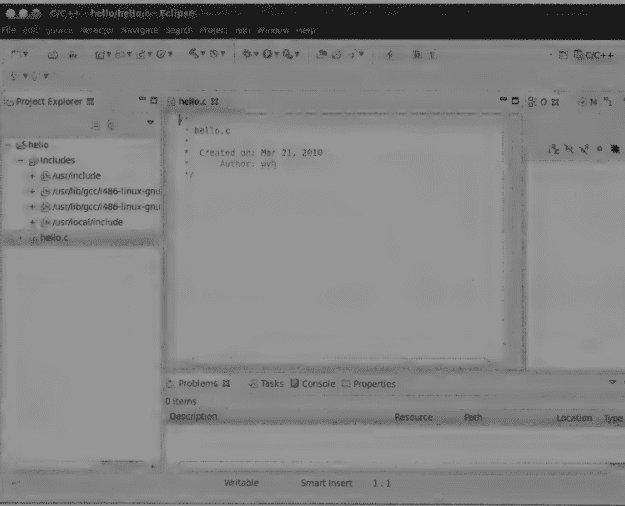 C/C++ - hello/hello.c - Eclipse
File Edit Source Refactor Navigate Search Project Run Window Help
C/C++
Project Explorer
hello.c
O
N
hello
Includes
/usr/include
/usr/lib/gcc/i486-linux-gnu
/usr/lib/gcc/i486-linux-gnu
/usr/local/include
hello.c
/*
* hello.c
*
* Created on: Mar 21, 2010
* Author:
*/
Problems Tasks Console Properties
0 items
Description Resource Path Location Type
Writable Smart Insert 1 : 1